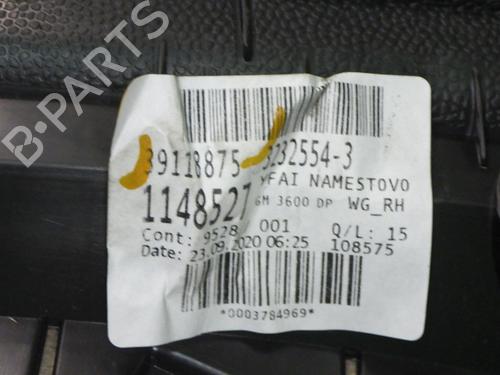 B-PARTS
39118875 3232554-3
1148527 YFAI NAMESTOVO
GM 3600 DP WG_RH
Cont: 9528 001 Q/L: 15
Date: 23.09.2020 06:25 108575
*0003784969*